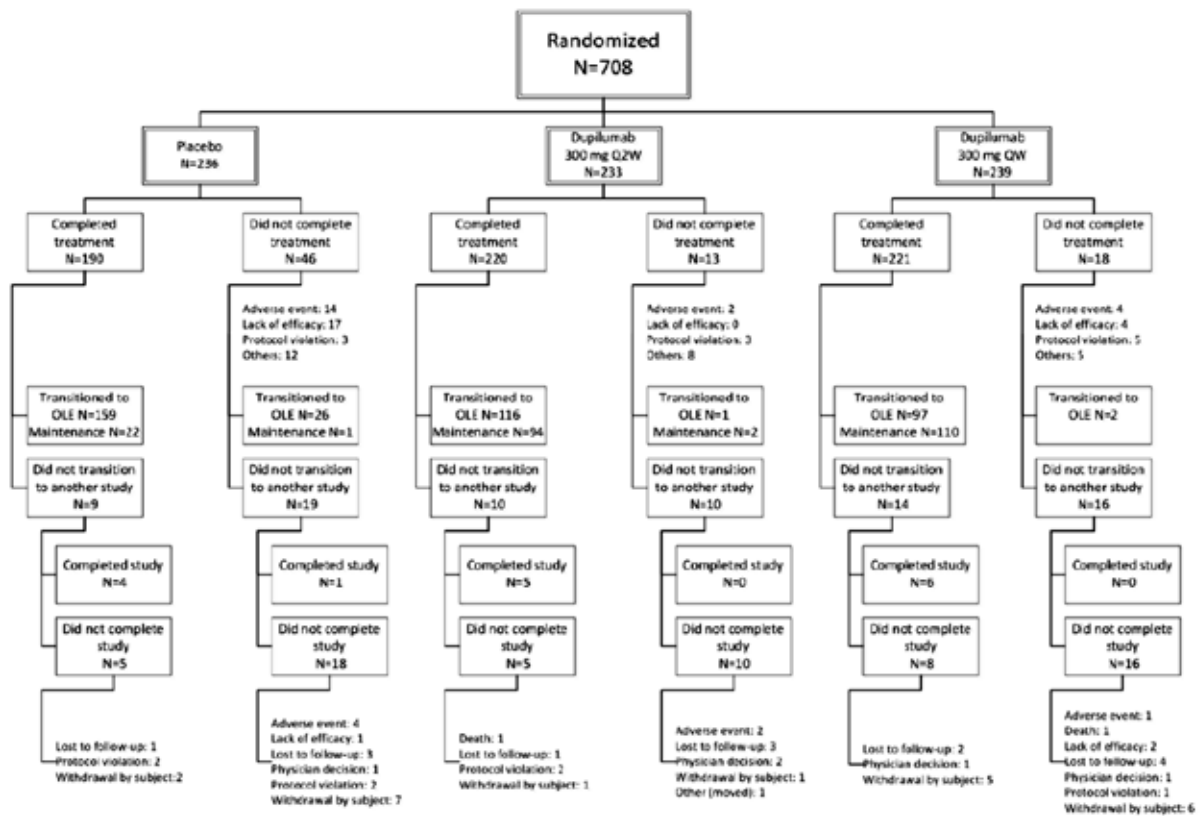 Randomized
N=708
Placebo
N=236
Dupilumab
300 mg Q2W
N=233
Dupilumab
300 mg QW
N=239
Completed
treatment
N=190
Did not complete
treatment
N=46
Completed
treatment
N=220
Did not complete
treatment
N=13
Completed
treatment
N=221
Did not complete
treatment
N=18
Adverse event: 14
Lack of efficacy: 17
Protocol violation: 3
Others: 12
Adverse event: 2
Lack of efficacy: 0
Protocol violation: 3
Others: 8
Adverse event: 4
Lack of efficacy: 4
Protocol violation: 5
Others: 5
Transitioned to
OLE N=159
Maintenance N=22
Transitioned to
OLE N=26
Maintenance N=1
Transitioned to
OLE N=116
Maintenance N=94
Transitioned to
OLE N=1
Maintenance N=2
Transitioned to
OLE N=97
Maintenance N=110
Transitioned to
OLE N=2
Did not transition
to another study
N=9
Did not transition
to another study
N=19
Did not transition
to another study
N=10
Did not transition
to another study
N=10
Did not transition
to another study
N=14
Did not transition
to another study
N=16
Completed study
N=4
Completed study
N=1
Completed study
N=5
Completed study
N=0
Completed study
N=6
Completed study
N=0
Did not complete
study
N=5
Did not complete
study
N=18
Did not complete
study
N=5
Did not complete
study
N=10
Did not complete
study
N=8
Did not complete
study
N=16
Lost to follow-up: 1
Protocol violation: 2
Withdrawal by subject:2
Adverse event: 4
Lack of efficacy: 1
Lost to follow-up: 3
Physician decision: 1
Protocol violation: 2
Withdrawal by subject: 7
Death: 1
Lost to follow-up: 1
Protocol violation: 2
Withdrawal by subject: 1
Adverse event: 2
Lost to follow-up: 3
Physician decision: 2
Withdrawal by subject: 1
Other (moved): 1
Lost to follow-up: 2
Physician decision: 1
Withdrawal by subject: 5
Adverse event: 1
Death: 1
Lack of efficacy: 2
Lost to follow-up: 4
Physician decision: 1
Protocol violation: 1
Withdrawal by subject: 6